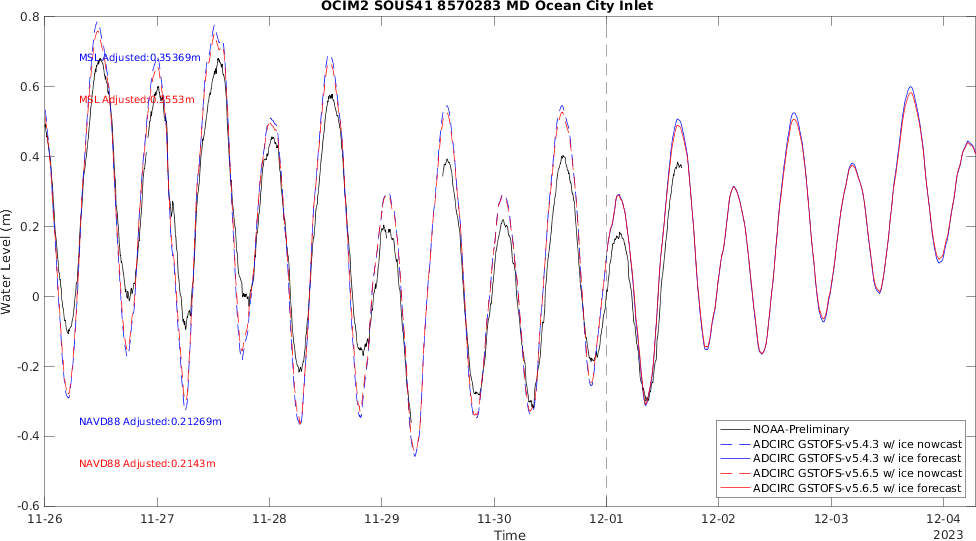 OCIM2 SOUS41 8570283 MD Ocean City Inlet
0.8
0.6
0.4
0.2
0
-0.2
-0.4
-0.6
Water Level (m)
MSL Adjusted:0.35369m
MSL Adjusted:0.3553m
NAVD88 Adjusted:0.21269m
NAVD88 Adjusted:0.2143m
NOAA-Preliminary
ADCIRC GSTOFS-v5.4.3 w/ ice nowcast
ADCIRC GSTOFS-v5.4.3 w/ ice forecast
ADCIRC GSTOFS-v5.6.5 w/ ice nowcast
ADCIRC GSTOFS-v5.6.5 w/ ice forecast
11-26 11-27 11-28 11-29 11-30 12-01 12-02 12-03 12-04
Time
2023